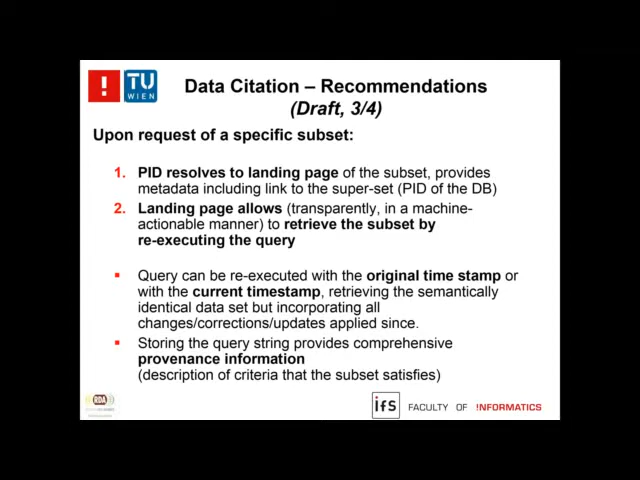 !
TU
WIEN
Data Citation – Recommendations
(Draft, 3/4)
Upon request of a specific subset:
1. PID resolves to landing page of the subset, provides
metadata including link to the super-set (PID of the DB)
2. Landing page allows (transparently, in a machine-
actionable manner) to retrieve the subset by
re-executing the query
▪ Query can be re-executed with the original time stamp or
with the current timestamp, retrieving the semantically
identical data set but incorporating all
changes/corrections/updates applied since.
▪ Storing the query string provides comprehensive
provenance information
(description of criteria that the subset satisfies)
RDA
ifs
FACULTY OF !NFORMATICS